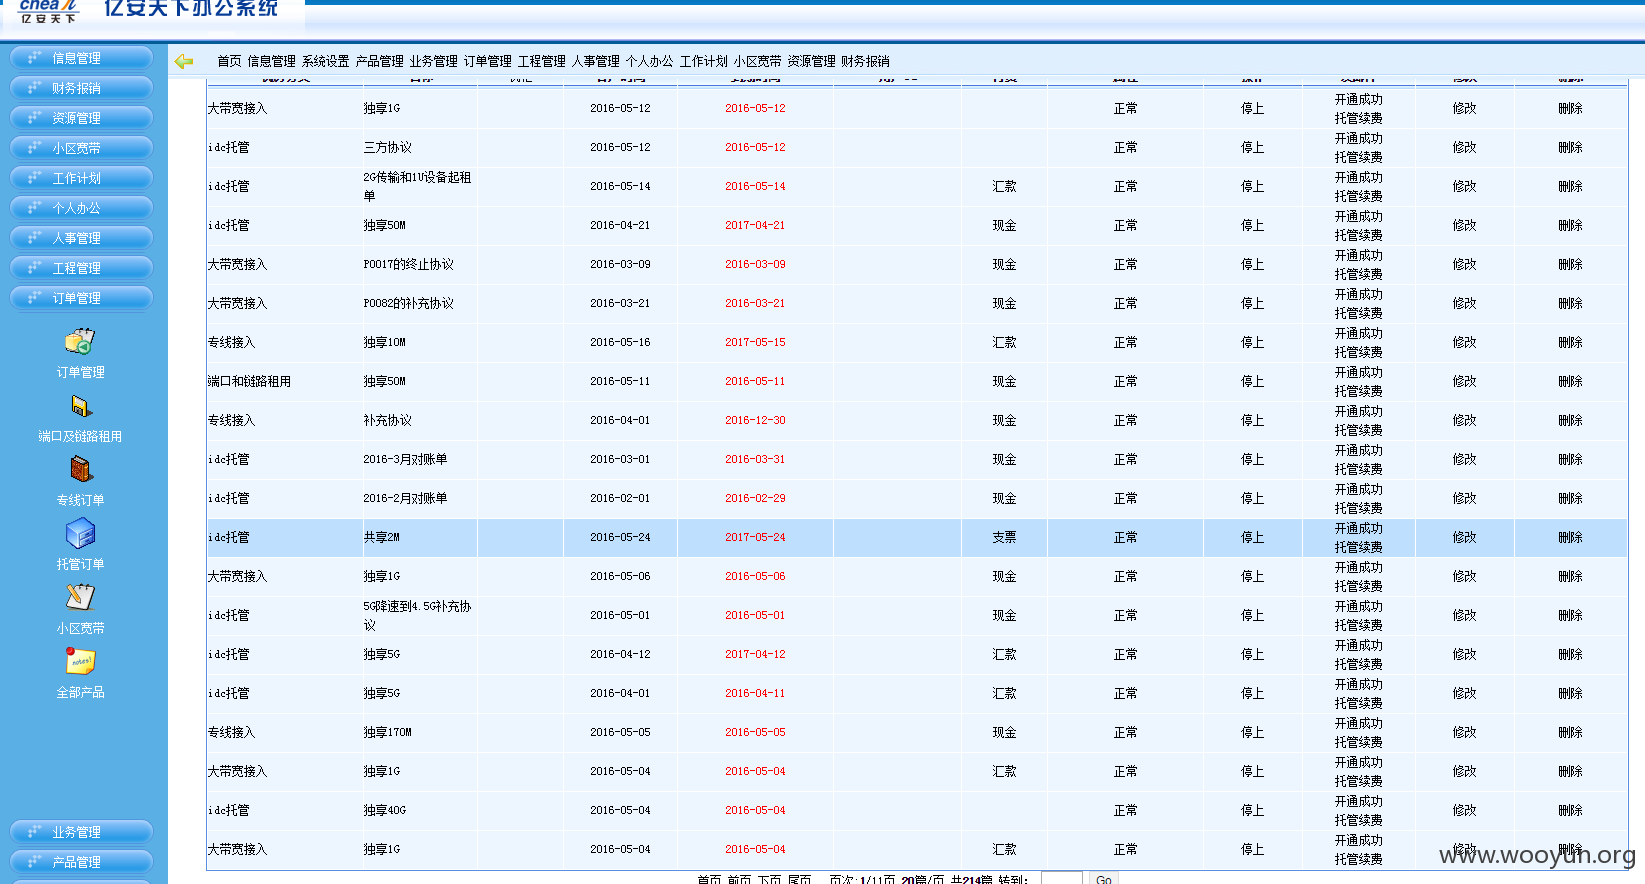 亿安天下 亿安天下办公系统
首页 信息管理 系统设置 产品管理 业务管理 订单管理 工程管理 人事管理 个人办公 工作计划 小区宽带 资源管理 财务报销
信息管理
财务报销
资源管理
小区宽带
工作计划
个人办公
人事管理
工程管理
订单管理
订单管理
端口及链路租用
专线订单
托管订单
小区宽带
全部产品
业务管理
产品管理
大带宽接入 独享1G 2016-05-12 2016-05-12 正常 停上 开通成功 托管续费 修改 删除
idc托管 三方协议 2016-05-12 2016-05-12 正常 停上 开通成功 托管续费 修改 删除
idc托管 2G传输和1U设备起租单 2016-05-14 2016-05-14 汇款 正常 停上 开通成功 托管续费 修改 删除
idc托管 独享50M 2016-04-21 2017-04-21 现金 正常 停上 开通成功 托管续费 修改 删除
大带宽接入 P0017的终止协议 2016-03-09 2016-03-09 现金 正常 停上 开通成功 托管续费 修改 删除
大带宽接入 P0082的补充协议 2016-03-21 2016-03-21 现金 正常 停上 开通成功 托管续费 修改 删除
专线接入 独享10M 2016-05-16 2017-05-15 汇款 正常 停上 开通成功 托管续费 修改 删除
端口和链路租用 独享50M 2016-05-11 2016-05-11 现金 正常 停上 开通成功 托管续费 修改 删除
专线接入 补充协议 2016-04-01 2016-12-30 现金 正常 停上 开通成功 托管续费 修改 删除
idc托管 2016-3月对账单 2016-03-01 2016-03-31 现金 正常 停上 开通成功 托管续费 修改 删除
idc托管 2016-2月对账单 2016-02-01 2016-02-29 现金 正常 停上 开通成功 托管续费 修改 删除
idc托管 共享2M 2016-05-24 2017-05-24 支票 正常 停上 开通成功 托管续费 修改 删除
大带宽接入 独享1G 2016-05-06 2016-05-06 现金 正常 停上 开通成功 托管续费 修改 删除
idc托管 5G降速到4.5G补充协议 2016-05-01 2016-05-01 现金 正常 停上 开通成功 托管续费 修改 删除
idc托管 独享5G 2016-04-12 2017-04-12 汇款 正常 停上 开通成功 托管续费 修改 删除
idc托管 独享5G 2016-04-01 2016-04-11 汇款 正常 停上 开通成功 托管续费 修改 删除
专线接入 独享170M 2016-05-05 2016-05-05 现金 正常 停上 开通成功 托管续费 修改 删除
大带宽接入 独享1G 2016-05-04 2016-05-04 汇款 正常 停上 开通成功 托管续费 修改 删除
idc托管 独享40G 2016-05-04 2016-05-04 正常 停上 开通成功 托管续费 修改 删除
大带宽接入 独享1G 2016-05-04 2016-05-04 汇款 正常 停上 开通成功 托管续费 修改 删除
www.wooyun.org
首页 前页 下页 尾页 页次:1/11页 20篇/页 共214篇 转到: Go